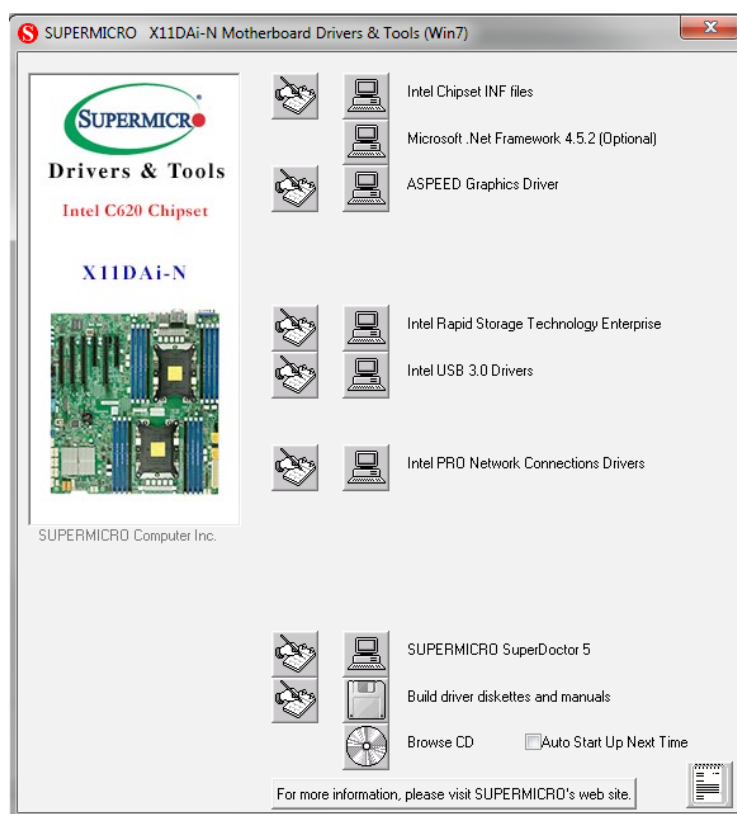 SUPERMICRO X11DAi-N Motherboard Drivers & Tools (Win7)
SUPERMICRO
Drivers & Tools
Intel C620 Chipset
X11DAi-N
SUPERMICRO Computer Inc.
Intel Chipset INF files
Microsoft .Net Framework 4.5.2 (Optional)
ASPEED Graphics Driver
Intel Rapid Storage Technology Enterprise
Intel USB 3.0 Drivers
Intel PRO Network Connections Drivers
SUPERMICRO SuperDoctor 5
Build driver diskettes and manuals
Browse CD
Auto Start Up Next Time
For more information, please visit SUPERMICRO's web site.